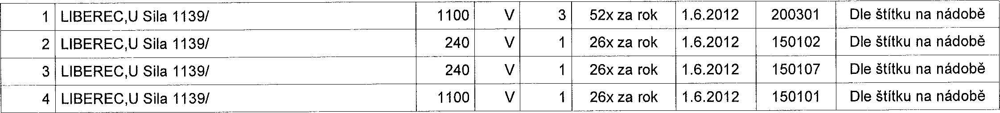 1 LIBEREC,U Sila 1139/ 1100 V 3 52x za rok 1.6.2012 200301 Dle štítku na nádobě
2 LIBEREC,U Sila 1139/ 240 V 1 26x za rok 1.6.2012 150102 Dle štítku na nádobě
3 LIBEREC,U Sila 1139/ 240 V 1 26x za rok 1.6.2012 150107 Dle štítku na nádobě
4 LIBEREC,U Sila 1139/ 1100 V 1 26x za rok 1.6.2012 150101 Dle štítku na nádobě